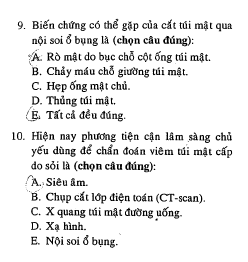 9. Biến chứng có thể gặp của cắt túi mật qua
nội soi ổ bụng là (chọn câu đúng):
A. Rò mật do bục chỗ cột ống túi mật.
B. Chảy máu chỗ giường túi mật.
C. Hẹp ống mật chủ.
D. Thủng túi mật.
E. Tất cả đều đúng.
10. Hiện nay phương tiện cận lâm sàng chủ
yếu dùng để chẩn đoán viêm túi mật cấp
do sỏi là (chọn câu đúng):
A. Siêu âm.
B. Chụp cắt lớp điện toán (CT-scan).
C. X quang túi mật đường uống.
D. Xạ hình.
E. Nội soi ổ bụng.